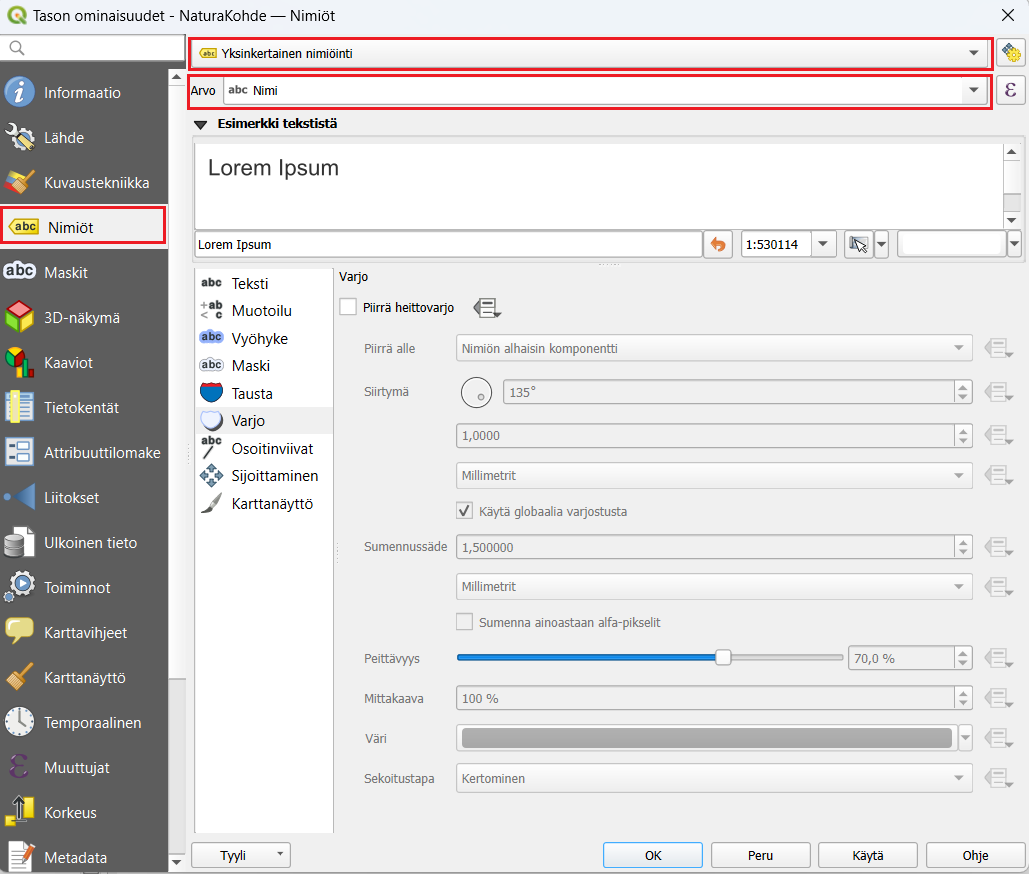 Tason ominaisuudet - NaturaKohde — Nimiöt
Informaatio
Lähde
Kuvaustekniikka
abc Nimiöt
abc Maskit
3D-näkymä
Kaaviot
Tietokentät
Attribuuttilomake
Liitokset
Ulkoinen tieto
Toiminnot
Karttavihjeet
Karttanäyttö
Temporaalinen
ε Muuttujat
Korkeus
Metadata
abc Yksinkertainen nimiöinti
Arvo abc Nimi ε
Esimerkki tekstistä
Lorem Ipsum
Lorem Ipsum 1:530114
abc Teksti
+ab < c Muotoilu
abc Vyöhyke
abc Maski
Tausta
Varjo
abc Osoitinviivat
Sijoittaminen
Karttanäyttö
Varjo
Piirrä heittovarjo
Piirrä alle Nimiön alhaisin komponentti
Siirtymä 135°
1,0000
Millimetrit
Käytä globaalia varjostusta
Sumennussäde 1,500000
Millimetrit
Sumenna ainoastaan alfa-pikselit
Peittävyys 70,0 %
Mittakaava 100 %
Väri
Sekoitustapa Kertominen
Tyyli OK Peru Käytä Ohje